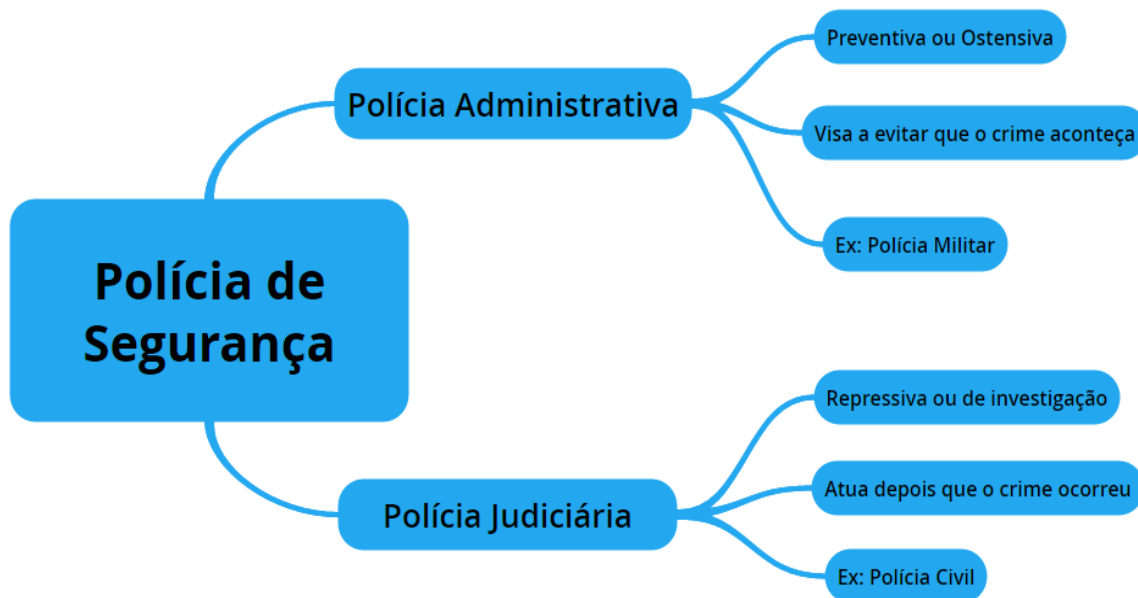 Polícia de
Segurança
Polícia Administrativa
Preventiva ou Ostensiva
Visa a evitar que o crime aconteça
Ex: Polícia Militar
Polícia Judiciária
Repressiva ou de investigação
Atua depois que o crime ocorreu
Ex: Polícia Civil